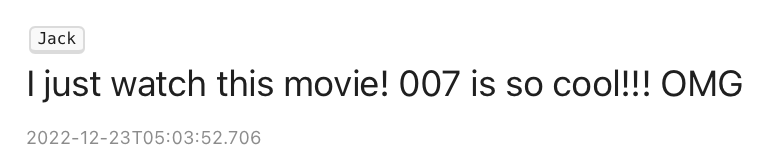 Jack
I just watch this movie! 007 is so cool!!! OMG
2022-12-23T05:03:52.706